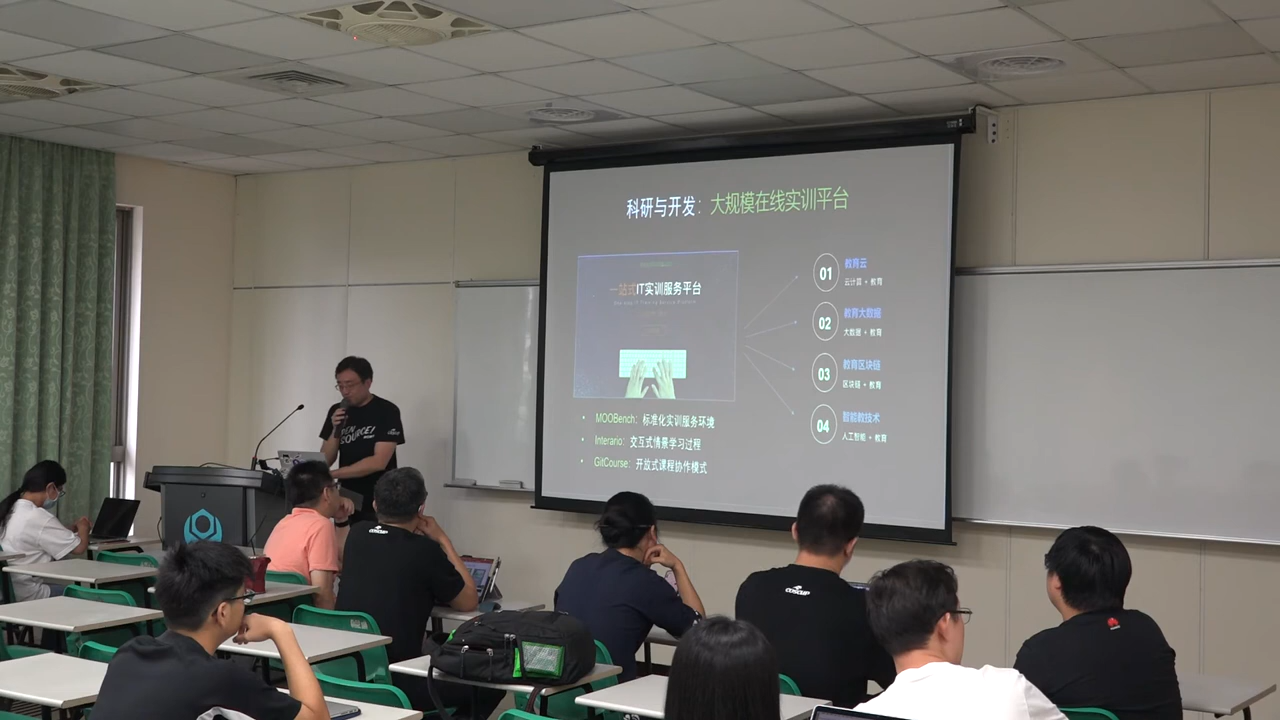 科研与开发：大规模在线实训平台
一站式IT实训服务平台
01 教育云
云计算 + 教育
02 教育大数据
大数据 + 教育
03 教育区块链
区块链 + 教育
04 智能教技术
人工智能 + 教育
• MOOBench：标准化实训服务环境
• Interario：交互式情景学习过程
• GitCourse：开放式课程协作模式
OPEN
SOURCE!
COSCUP
COSCUP